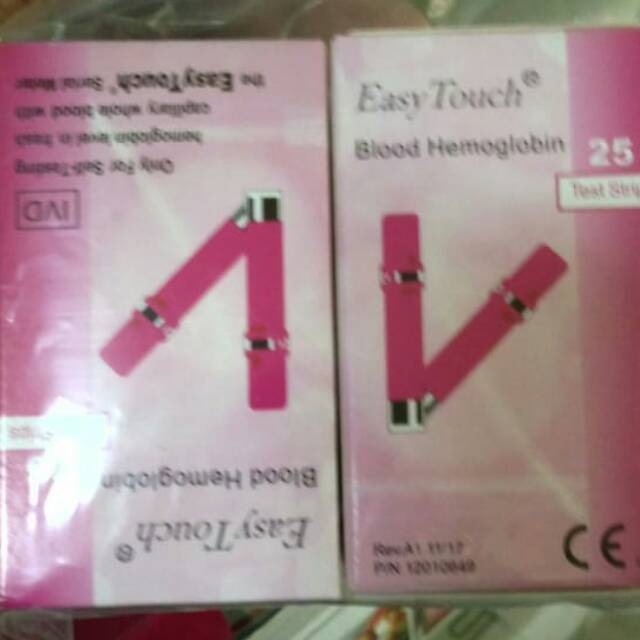 EasyTouch®
Blood Hemoglobin
25
Test Strip
Rev.A1 11/17
P/N 12010649
CE
EasyTouch®
Blood Hemoglobin
IVD
Only For Self-Testing
hemoglobin level in fresh
capillary whole blood with
the EasyTouch® Serial Meter